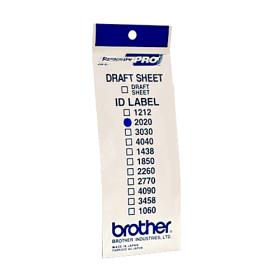 PRO
DRAFT SHEET
DRAFT
SHEET
ID LABEL
1212
2020
3030
4040
1438
1850
2260
2770
4090
3458
1060
brother
BROTHER INDUSTRIES, LTD.
MADE IN JAPAN